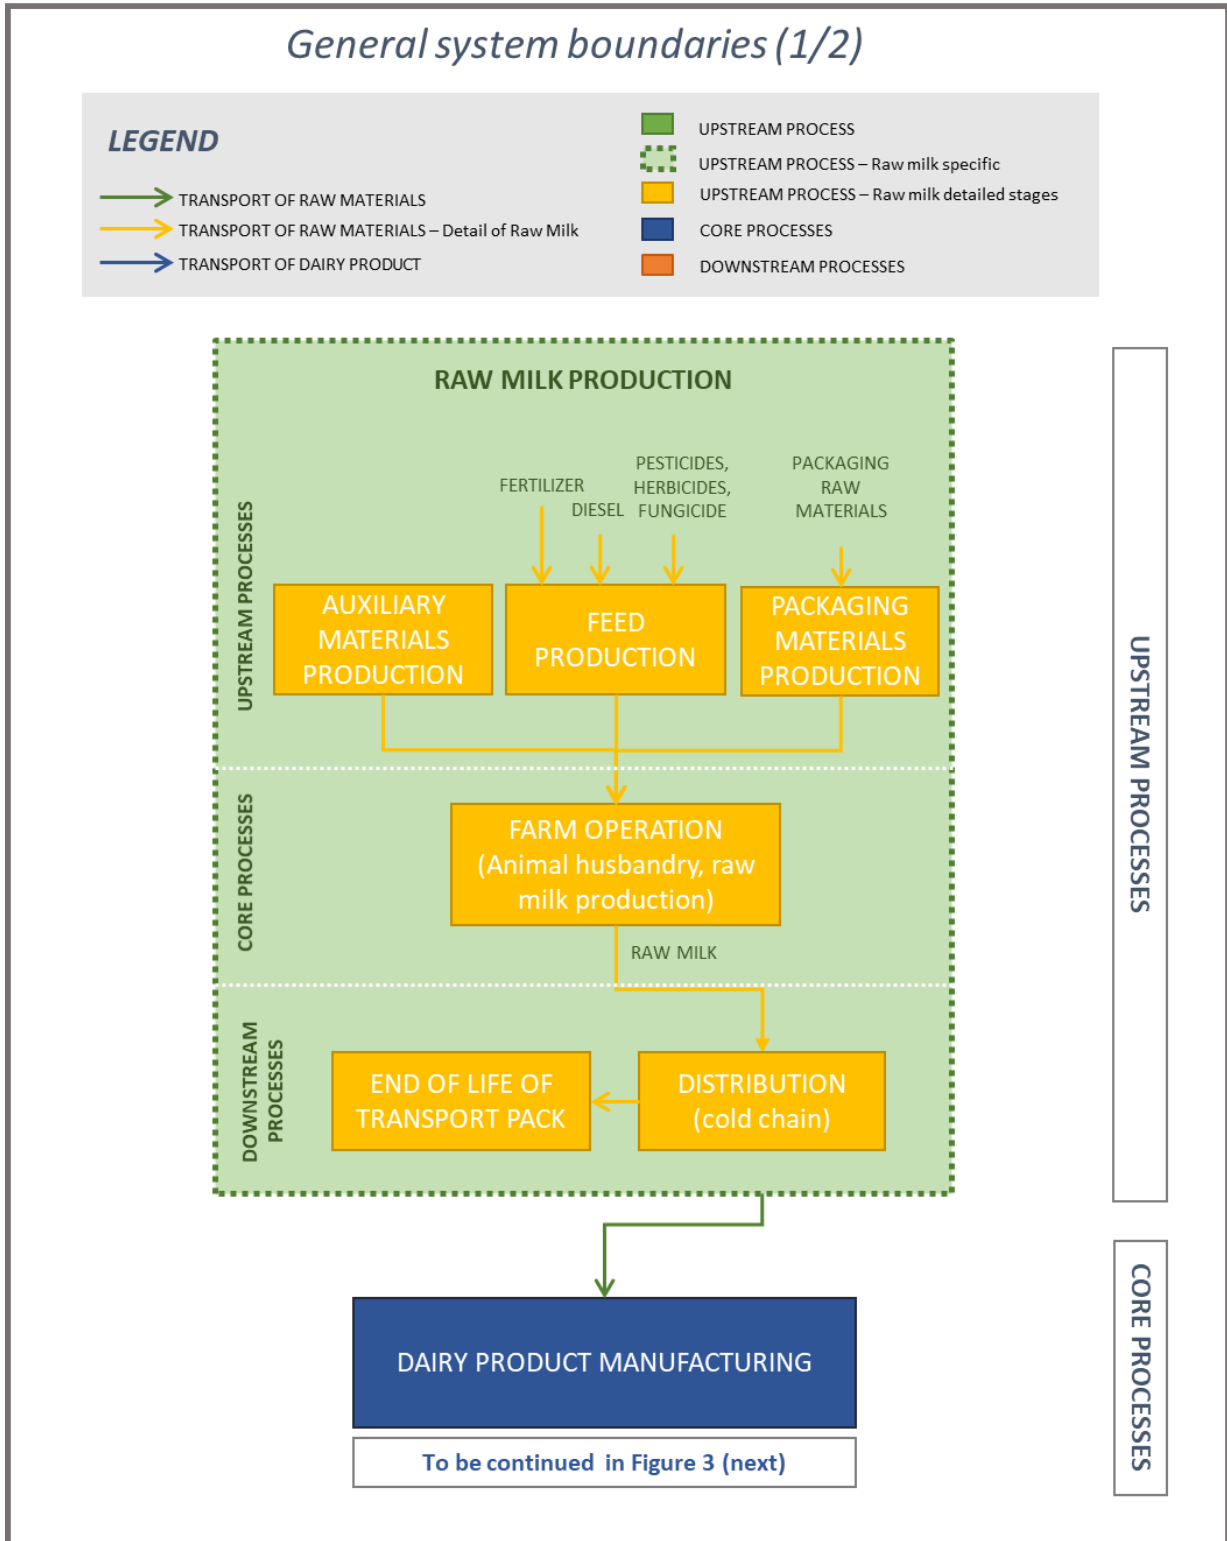 General system boundaries (1/2)
LEGEND
TRANSPORT OF RAW MATERIALS
TRANSPORT OF RAW MATERIALS – Detail of Raw Milk
TRANSPORT OF DAIRY PRODUCT
UPSTREAM PROCESS
UPSTREAM PROCESS – Raw milk specific
UPSTREAM PROCESS – Raw milk detailed stages
CORE PROCESSES
DOWNSTREAM PROCESSES
RAW MILK PRODUCTION
UPSTREAM PROCESSES
FERTILIZER
DIESEL
PESTICIDES,
HERBICIDES,
FUNGICIDE
PACKAGING
RAW
MATERIALS
AUXILIARY
MATERIALS
PRODUCTION
FEED
PRODUCTION
PACKAGING
MATERIALS
PRODUCTION
CORE PROCESSES
FARM OPERATION
(Animal husbandry, raw
milk production)
RAW MILK
DOWNSTREAM
PROCESSES
END OF LIFE OF
TRANSPORT PACK
DISTRIBUTION
(cold chain)
UPSTREAM PROCESSES
DAIRY PRODUCT MANUFACTURING
To be continued in Figure 3 (next)
CORE PROCESSES